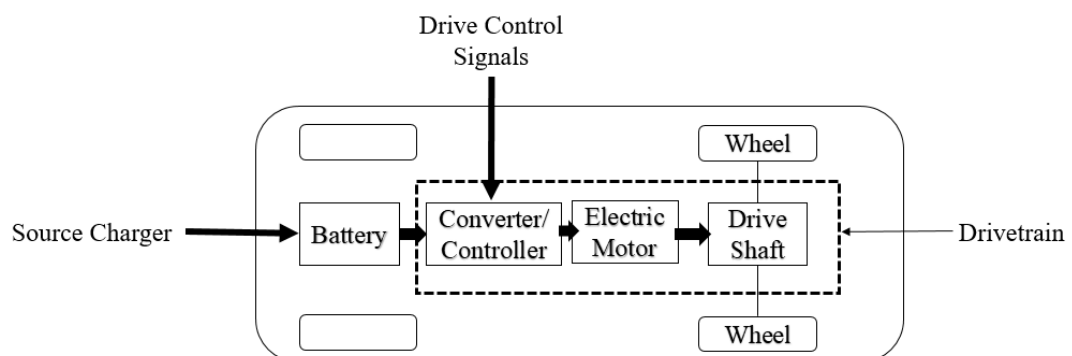 Drive Control
Signals
Wheel
Source Charger
Battery
Converter/
Controller
Electric
Motor
Drive
Shaft
Drivetrain
Wheel